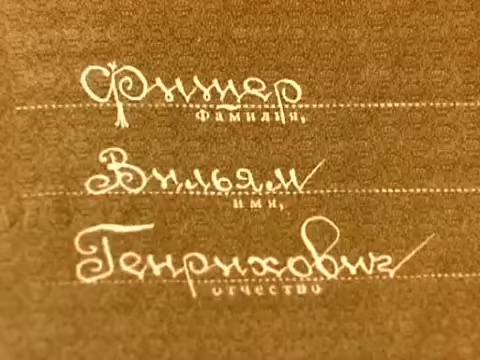 Фишер
Фамилия,
Вильям
имя,
Генрихович
отчество